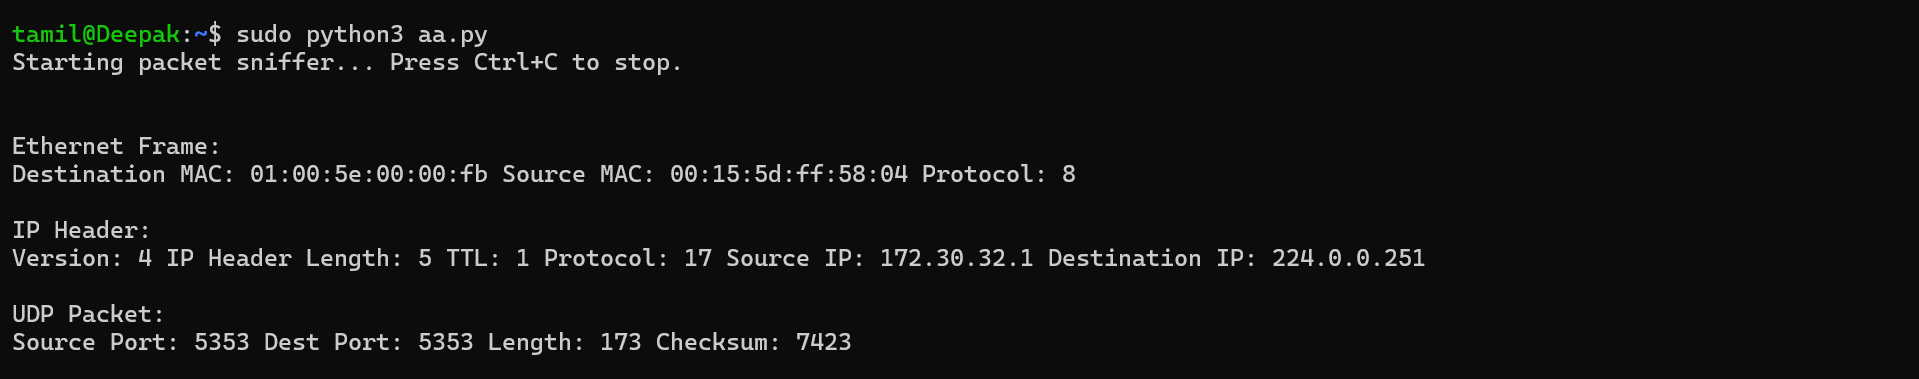 tamil@Deepak:~$ sudo python3 aa.py
Starting packet sniffer... Press Ctrl+C to stop.
Ethernet Frame:
Destination MAC: 01:00:5e:00:00:fb Source MAC: 00:15:5d:ff:58:04 Protocol: 8
IP Header:
Version: 4 IP Header Length: 5 TTL: 1 Protocol: 17 Source IP: 172.30.32.1 Destination IP: 224.0.0.251
UDP Packet:
Source Port: 5353 Dest Port: 5353 Length: 173 Checksum: 7423